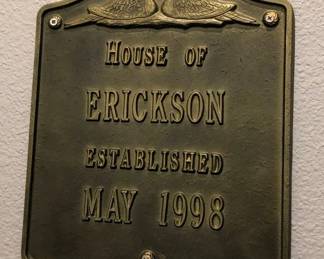 HOUSE OF
ERICKSON
ESTABLISHED
MAY 1998